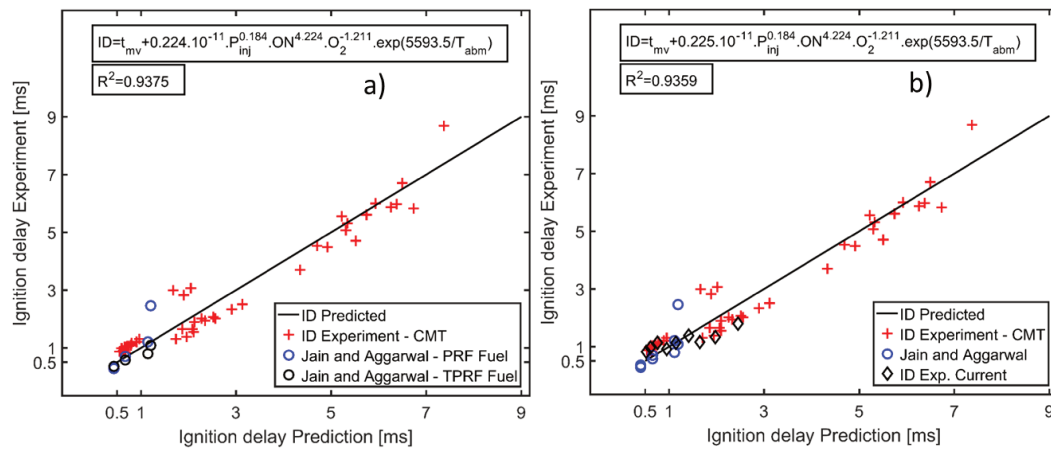 ID=t_mv+0.224.10^-11.P_inj^0.184.ON^4.224.O_2^-1.211.exp(5593.5/T_abm)
R^2=0.9375
a)
Ignition delay Experiment [ms]
9
7
5
3
1
0.5
ID Predicted
ID Experiment - CMT
Jain and Aggarwal - PRF Fuel
Jain and Aggarwal - TPRF Fuel
0.5 1 3 5 7 9
Ignition delay Prediction [ms]
ID=t_mv+0.225.10^-11.P_inj^0.184.ON^4.224.O_2^-1.211.exp(5593.5/T_abm)
R^2=0.9359
b)
Ignition delay Experiment [ms]
9
7
5
3
1
0.5
ID Predicted
ID Experiment - CMT
Jain and Aggarwal
ID Exp. Current
0.5 1 3 5 7 9
Ignition delay Prediction [ms]